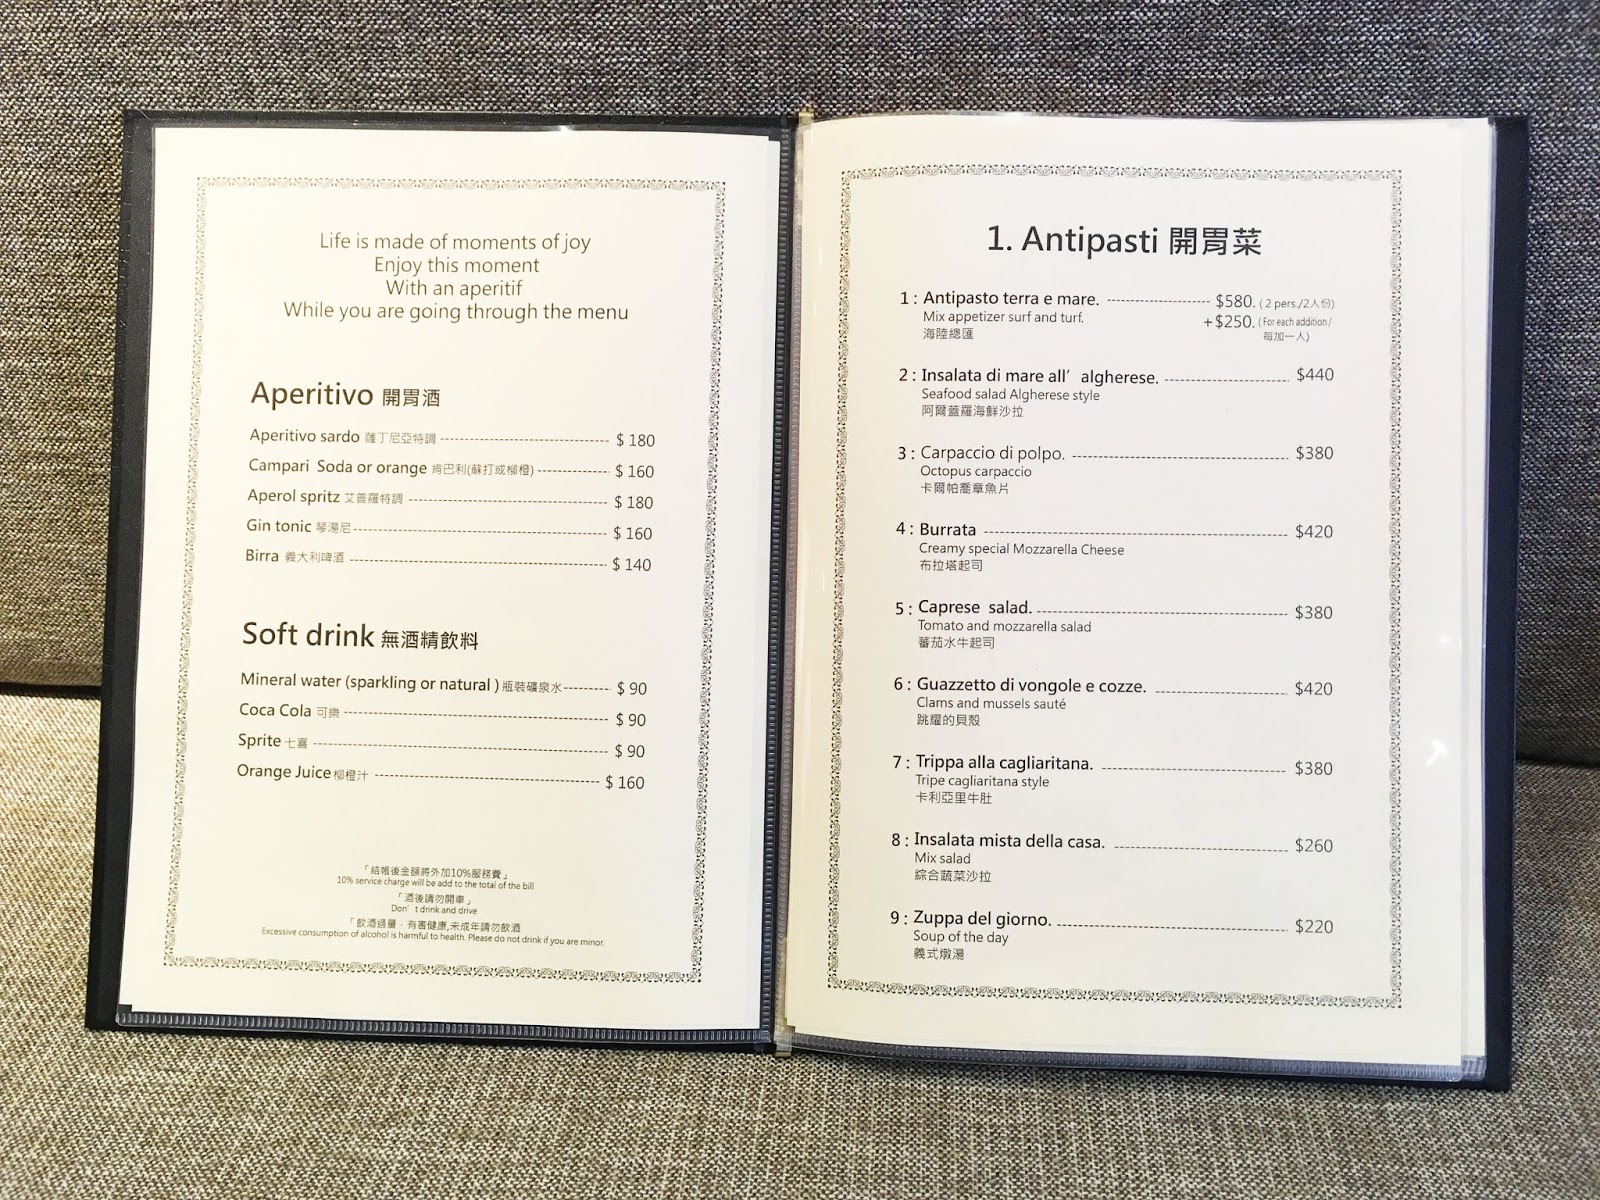 Life is made of moments of joy
Enjoy this moment
With an aperitif
While you are going through the menu
Aperitivo 開胃酒
Aperitivo sardo 薩丁尼亞特調 $ 180
Campari Soda or orange 肯巴利(蘇打或柳橙) $ 160
Aperol spritz 艾普羅特調 $ 180
Gin tonic 琴湯尼 $ 160
Birra 義大利啤酒 $ 140
Soft drink 無酒精飲料
Mineral water (sparkling or natural ) 瓶裝礦泉水 $ 90
Coca Cola 可樂 $ 90
Sprite 七喜 $ 90
Orange Juice 柳橙汁 $ 160
「結帳後金額將外加10%服務費」
10% service charge will be add to the total of the bill
「酒後請勿開車」
Don't drink and drive
「飲酒過量，有害健康,未成年請勿飲酒
Excessive consumption of alcohol is harmful to health. Please do not drink if you are minor.
1. Antipasti 開胃菜
1 : Antipasto terra e mare. $580. ( 2 pers./2人份)
Mix appetizer surf and turf. +$250. ( For each addition /
海陸總匯 每加一人)
2 : Insalata di mare all' algherese. $440
Seafood salad Algherese style
阿爾蓋羅海鮮沙拉
3 : Carpaccio di polpo. $380
Octopus carpaccio
卡爾帕喬章魚片
4 : Burrata $420
Creamy special Mozzarella Cheese
布拉塔起司
5 : Caprese salad. $380
Tomato and mozzarella salad
蕃茄水牛起司
6 : Guazzetto di vongole e cozze. $420
Clams and mussels sauté
跳耀的貝殼
7 : Trippa alla cagliaritana. $380
Tripe cagliaritana style
卡利亞里牛肚
8 : Insalata mista della casa. $260
Mix salad
綜合蔬菜沙拉
9 : Zuppa del giorno. $220
Soup of the day
義式燉湯